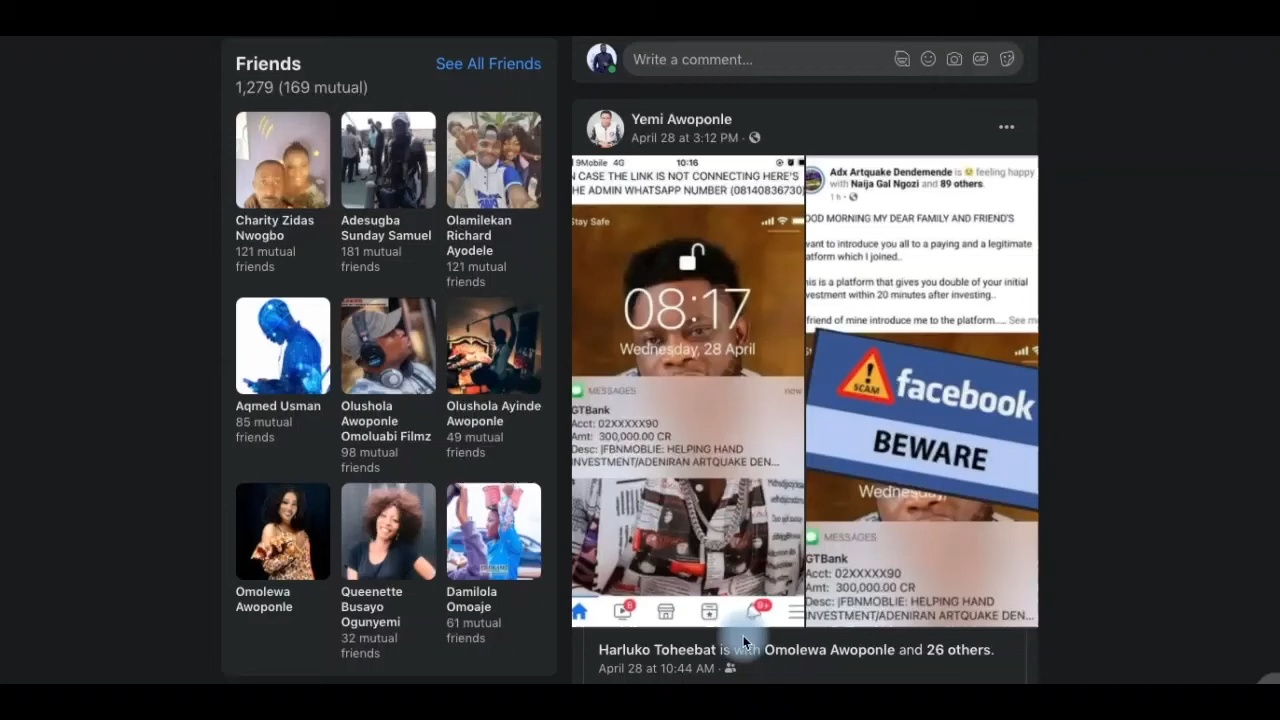 Friends
See All Friends
1,279 (169 mutual)
Charity Zidas
Nwogbo
121 mutual
friends
Adesugba
Sunday Samuel
181 mutual
friends
Olamilekan
Richard
Ayodele
121 mutual
friends
Aqmed Usman
85 mutual
friends
Olushola
Awoponle
Omoluabi Filmz
98 mutual
friends
Olushola Ayinde
Awoponle
49 mutual
friends
Omolewa
Awoponle
Queenette
Busayo
Ogunyemi
32 mutual
friends
Damilola
Omoaje
61 mutual
friends
Write a comment...
GIF
Yemi Awoponle
April 28 at 3:12 PM ·
9Mobile 4G 10:16
N CASE THE LINK IS NOT CONNECTING HERE'S
HE ADMIN WHATSAPP NUMBER (08140836730
Stay Safe
08:17
Wednesday, 28 April
MESSAGES now
GTBank
Acct: 02XXXXX90
Amt: 300,000.00 CR
Desc: |FBNMOBLIE: HELPING HAND
INVESTMENT/ADENIRAN ARTQUAKE DEN...
6
9+
Adx Artquake Dendemende is feeling happy
with Naija Gal Ngozi and 89 others.
1 h ·
OOD MORNING MY DEAR FAMILY AND FRIEND'S
want to introduce you all to a paying and a legitimate
atform which I joined..
his is a platform that gives you double of your initial
vestment within 20 minutes after investing..
friend of mine introduce me to the platform.... See m
SCAM
facebook
BEWARE
Wednesday,
MESSAGES
GTBank
Acct: 02XXXXX90
Amt: 300,000.00 CR
Desc: |FBNMOBLIE: HELPING HAND
INVESTMENT/ADENIRAN ARTQUAKE DEN...
Harluko Toheebat is with Omolewa Awoponle and 26 others.
April 28 at 10:44 AM ·